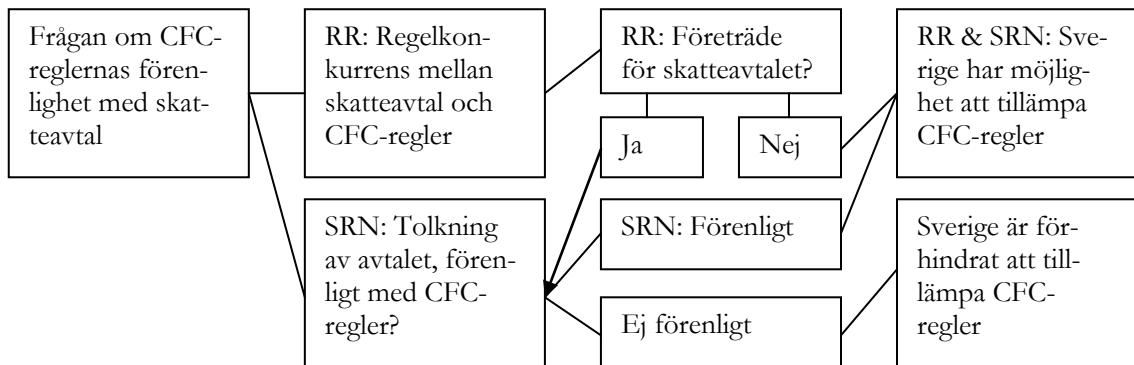 Frågan om CFC-
reglernas fören-
lighet med skat-
teavtal
RR: Regelkon-
kurrens mellan
skatteavtal och
CFC-regler
RR: Företräde
för skatteavtalet?
Ja
Nej
RR & SRN: Sve-
rige har möjlig-
het att tillämpa
CFC-regler
SRN: Tolkning
av avtalet, fören-
ligt med CFC-
regler?
SRN: Förenligt
Ej förenligt
Sverige är för-
hindrat att till-
lämpa CFC-
regler